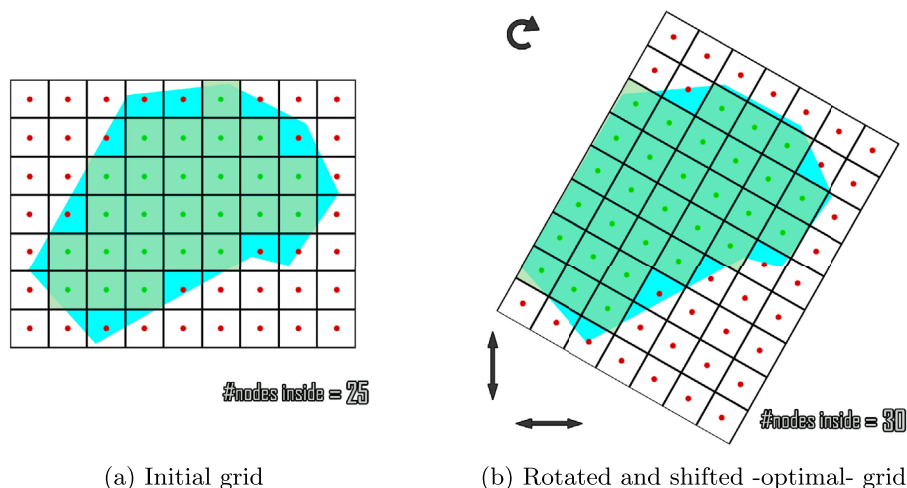 #nodes inside = 25
#nodes inside = 30
(a) Initial grid
(b) Rotated and shifted -optimal- grid